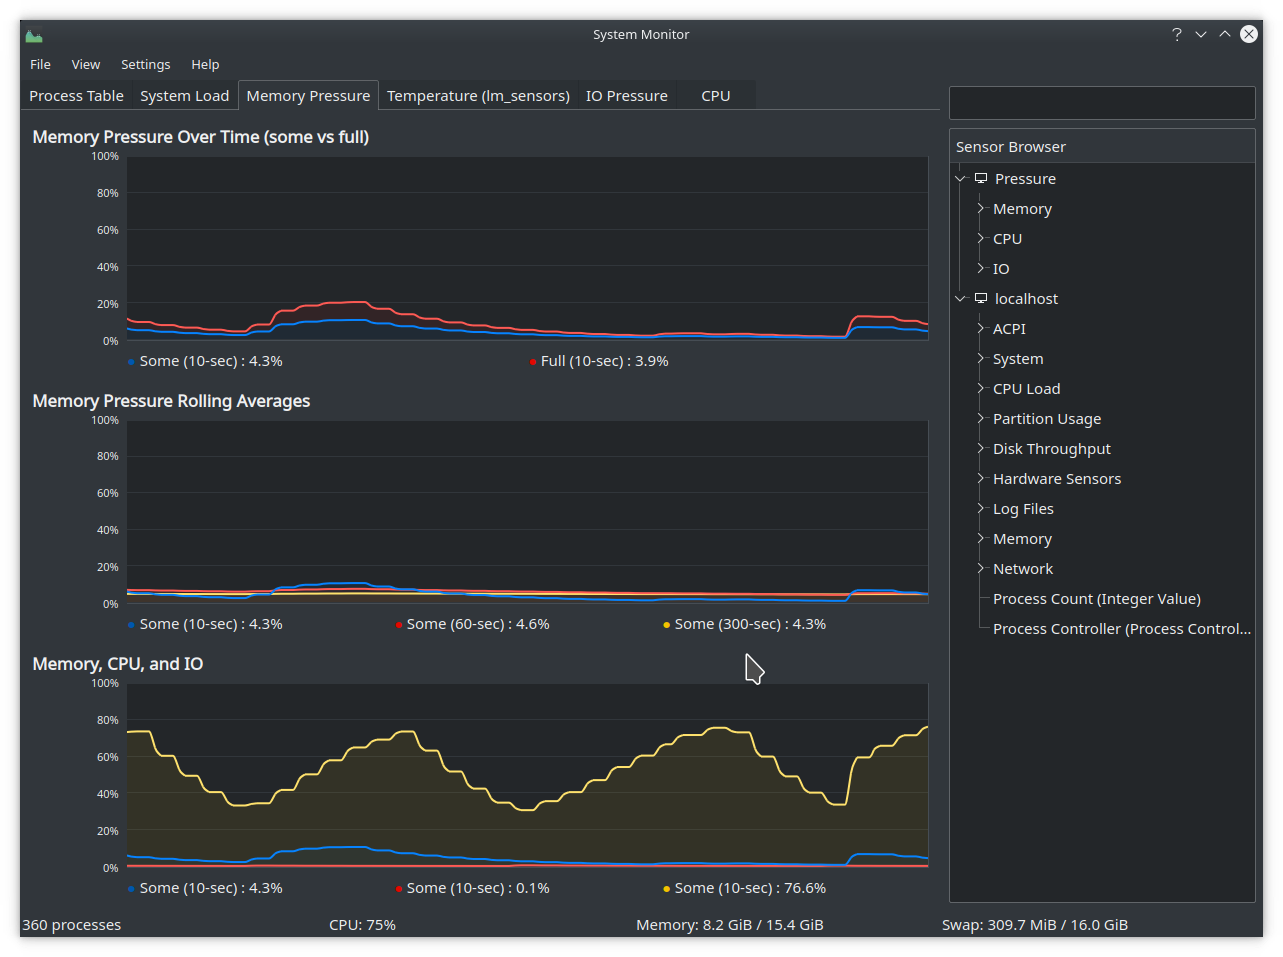 System Monitor
File View Settings Help
Process Table System Load Memory Pressure Temperature (lm_sensors) IO Pressure CPU
Memory Pressure Over Time (some vs full)
100%
80%
60%
40%
20%
0%
Some (10-sec) : 4.3% Full (10-sec) : 3.9%
Memory Pressure Rolling Averages
100%
80%
60%
40%
20%
0%
Some (10-sec) : 4.3% Some (60-sec) : 4.6% Some (300-sec) : 4.3%
Memory, CPU, and IO
100%
80%
60%
40%
20%
0%
Some (10-sec) : 4.3% Some (10-sec) : 0.1% Some (10-sec) : 76.6%
Sensor Browser
Pressure
Memory
CPU
IO
localhost
ACPI
System
CPU Load
Partition Usage
Disk Throughput
Hardware Sensors
Log Files
Memory
Network
Process Count (Integer Value)
Process Controller (Process Control...
360 processes CPU: 75% Memory: 8.2 GiB / 15.4 GiB Swap: 309.7 MiB / 16.0 GiB